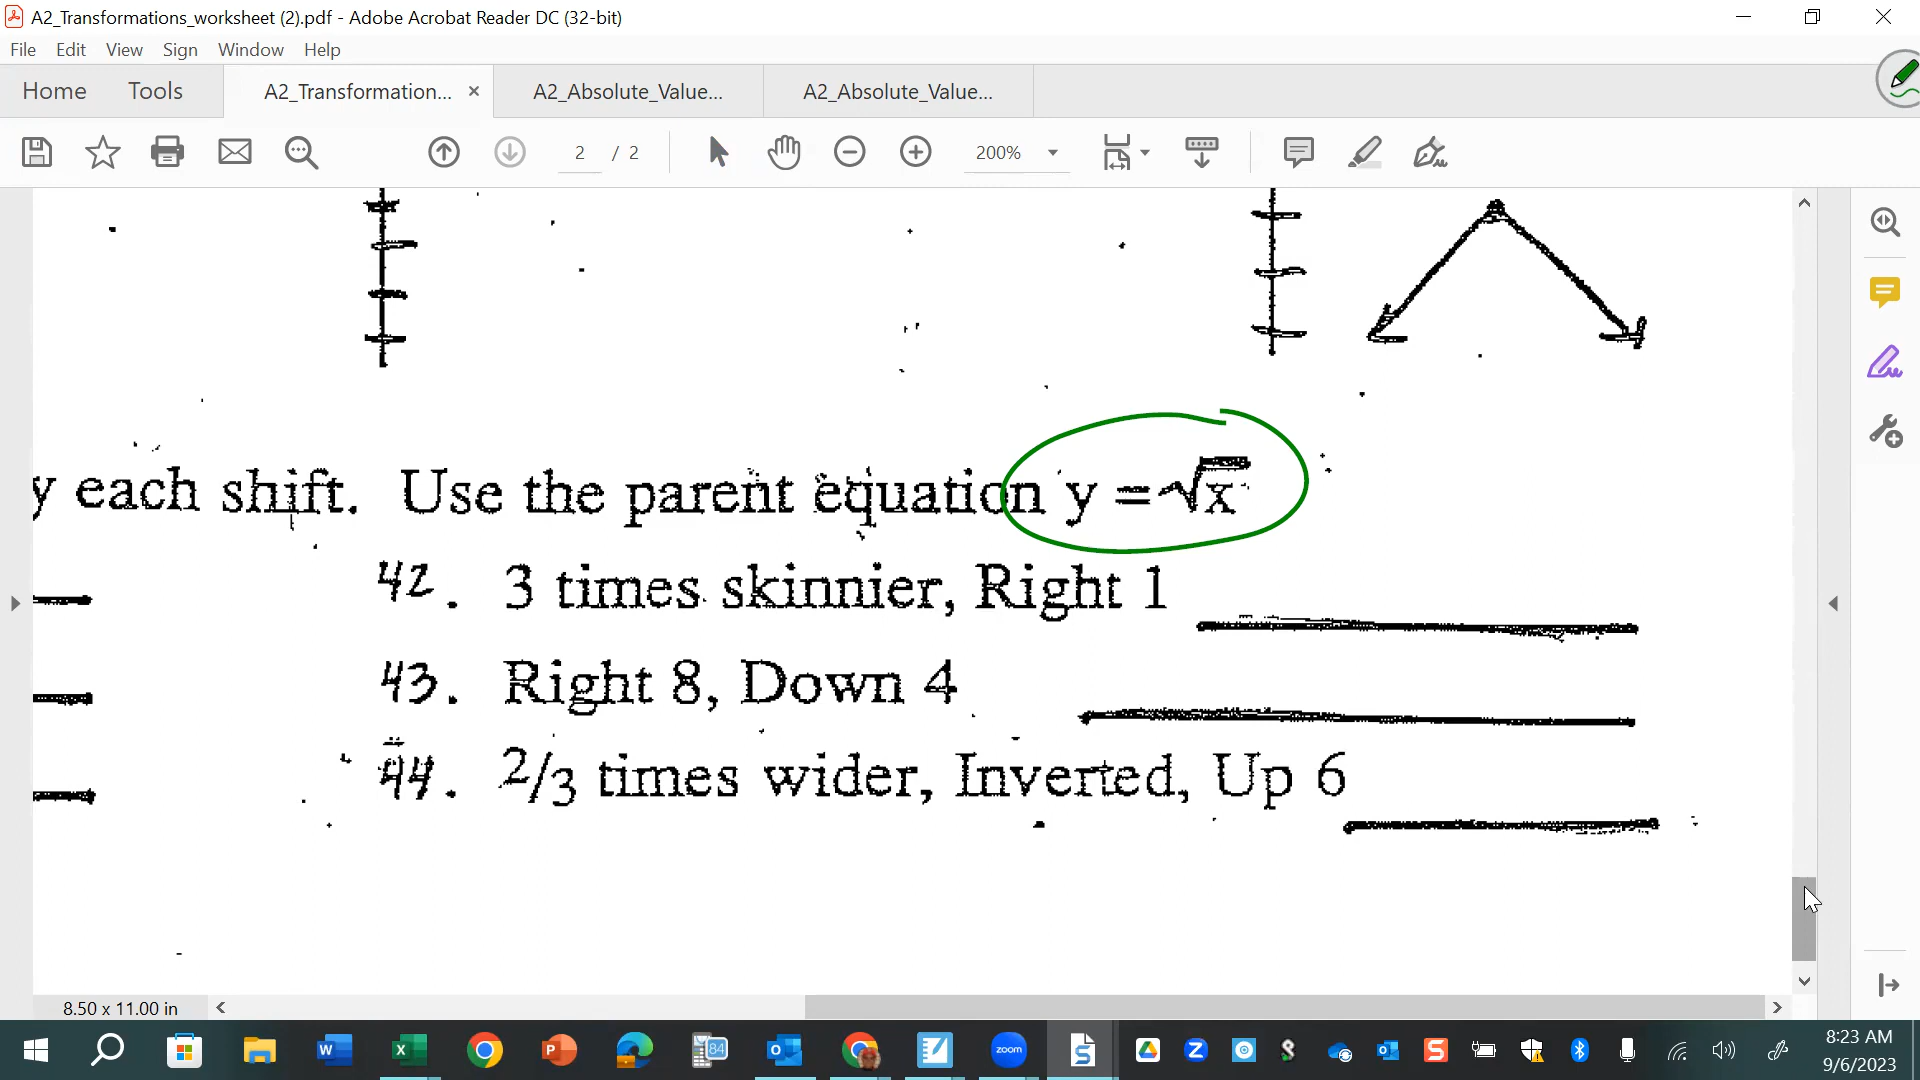 A2_Transformations_worksheet (2).pdf - Adobe Acrobat Reader DC (32-bit)
File Edit View Sign Window Help
Home Tools A2_Transformation... × A2_Absolute_Value... A2_Absolute_Value...
2 / 2 200%
y each shift. Use the parent equation y = √x
42. 3 times skinnier, Right 1
43. Right 8, Down 4
44. 2/3 times wider, Inverted, Up 6
8.50 x 11.00 in
84 zoom
8:23 AM
9/6/2023